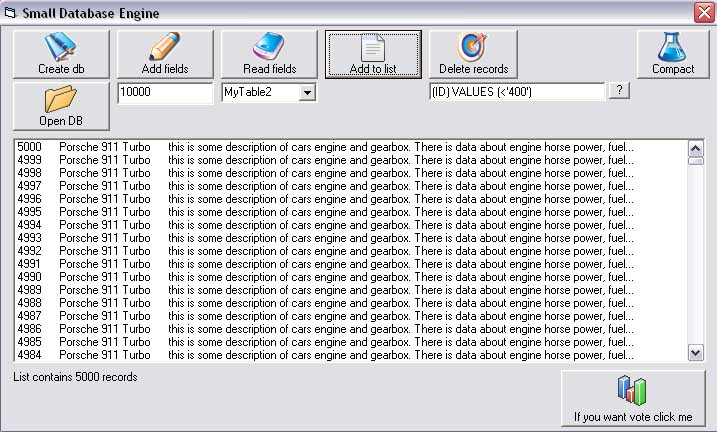 Small Database Engine
Create db
Add fields
Read fields
Add to list
Delete records
Compact
10000
MyTable2
(ID) VALUES (<'400')
?
Open DB
5000 Porsche 911 Turbo this is some description of cars engine and gearbox. There is data about engine horse power, fuel...
4999 Porsche 911 Turbo this is some description of cars engine and gearbox. There is data about engine horse power, fuel...
4998 Porsche 911 Turbo this is some description of cars engine and gearbox. There is data about engine horse power, fuel...
4997 Porsche 911 Turbo this is some description of cars engine and gearbox. There is data about engine horse power, fuel...
4996 Porsche 911 Turbo this is some description of cars engine and gearbox. There is data about engine horse power, fuel...
4995 Porsche 911 Turbo this is some description of cars engine and gearbox. There is data about engine horse power, fuel...
4994 Porsche 911 Turbo this is some description of cars engine and gearbox. There is data about engine horse power, fuel...
4993 Porsche 911 Turbo this is some description of cars engine and gearbox. There is data about engine horse power, fuel...
4992 Porsche 911 Turbo this is some description of cars engine and gearbox. There is data about engine horse power, fuel...
4991 Porsche 911 Turbo this is some description of cars engine and gearbox. There is data about engine horse power, fuel...
4990 Porsche 911 Turbo this is some description of cars engine and gearbox. There is data about engine horse power, fuel...
4989 Porsche 911 Turbo this is some description of cars engine and gearbox. There is data about engine horse power, fuel...
4988 Porsche 911 Turbo this is some description of cars engine and gearbox. There is data about engine horse power, fuel...
4987 Porsche 911 Turbo this is some description of cars engine and gearbox. There is data about engine horse power, fuel...
4986 Porsche 911 Turbo this is some description of cars engine and gearbox. There is data about engine horse power, fuel...
4985 Porsche 911 Turbo this is some description of cars engine and gearbox. There is data about engine horse power, fuel...
4984 Porsche 911 Turbo this is some description of cars engine and gearbox. There is data about engine horse power, fuel...
List contains 5000 records
If you want vote click me